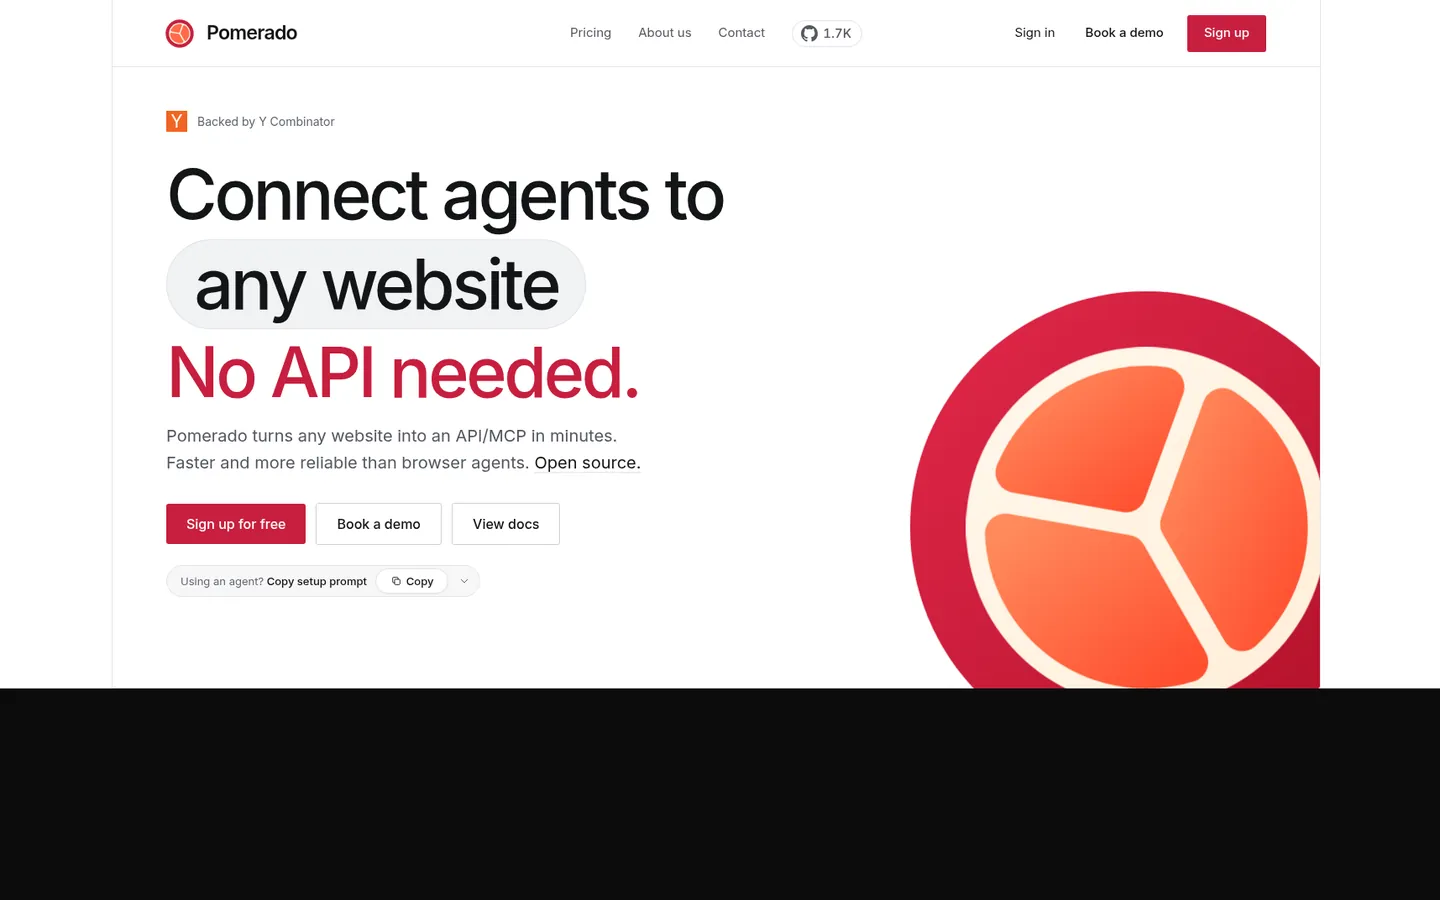 Pomerado
Pricing
About us
Contact
1.7K
Sign in
Book a demo
Sign up
Y
Backed by Y Combinator
Connect agents to
any website
No API needed.
Pomerado turns any website into an API/MCP in minutes.
Faster and more reliable than browser agents. Open source.
Sign up for free
Book a demo
View docs
Using an agent? Copy setup prompt
Copy